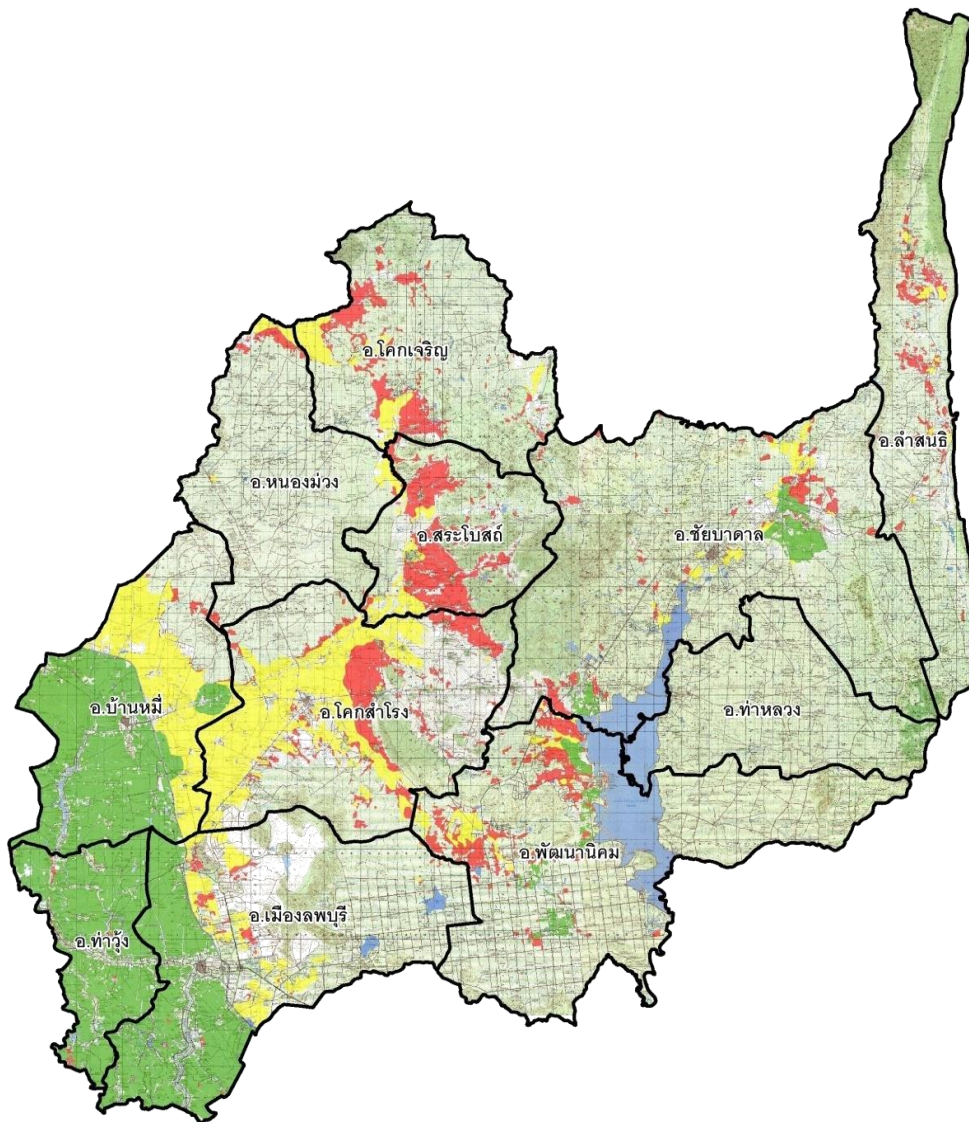 อ.โคกเจริญ
อ.ลำสนธิ
อ.หนองม่วง
อ.สระโบสถ์
อ.ชัยบาดาล
อ.บ้านหมี่
อ.โคกสำโรง
อ.ท่าหลวง
อ.พัฒนานิคม
อ.เมืองลพบุรี
อ.ท่าวุ้ง